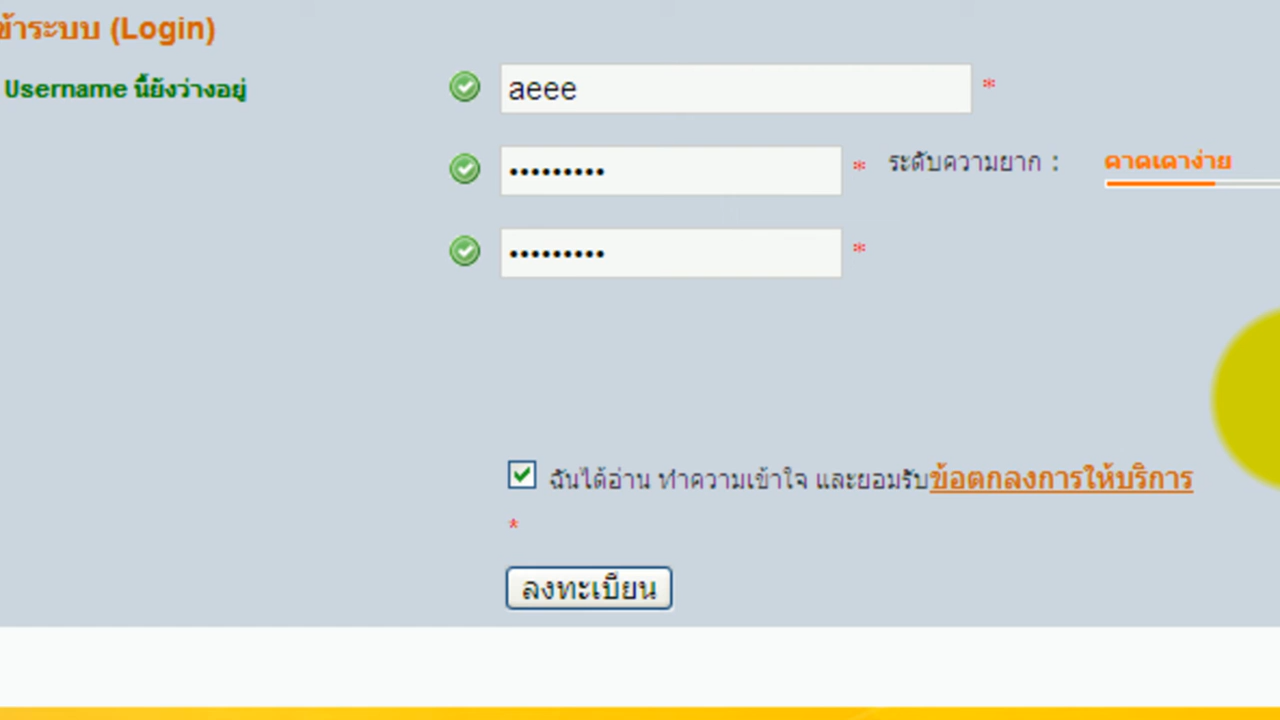 ข้าระบบ (Login)
Username นี้ยังว่างอยู่
aeee *
••••••••• * ระดับความยาก : คาดเดาง่าย
••••••••• *
ฉันได้อ่าน ทำความเข้าใจ และยอมรับข้อตกลงการให้บริการ
*
ลงทะเบียน